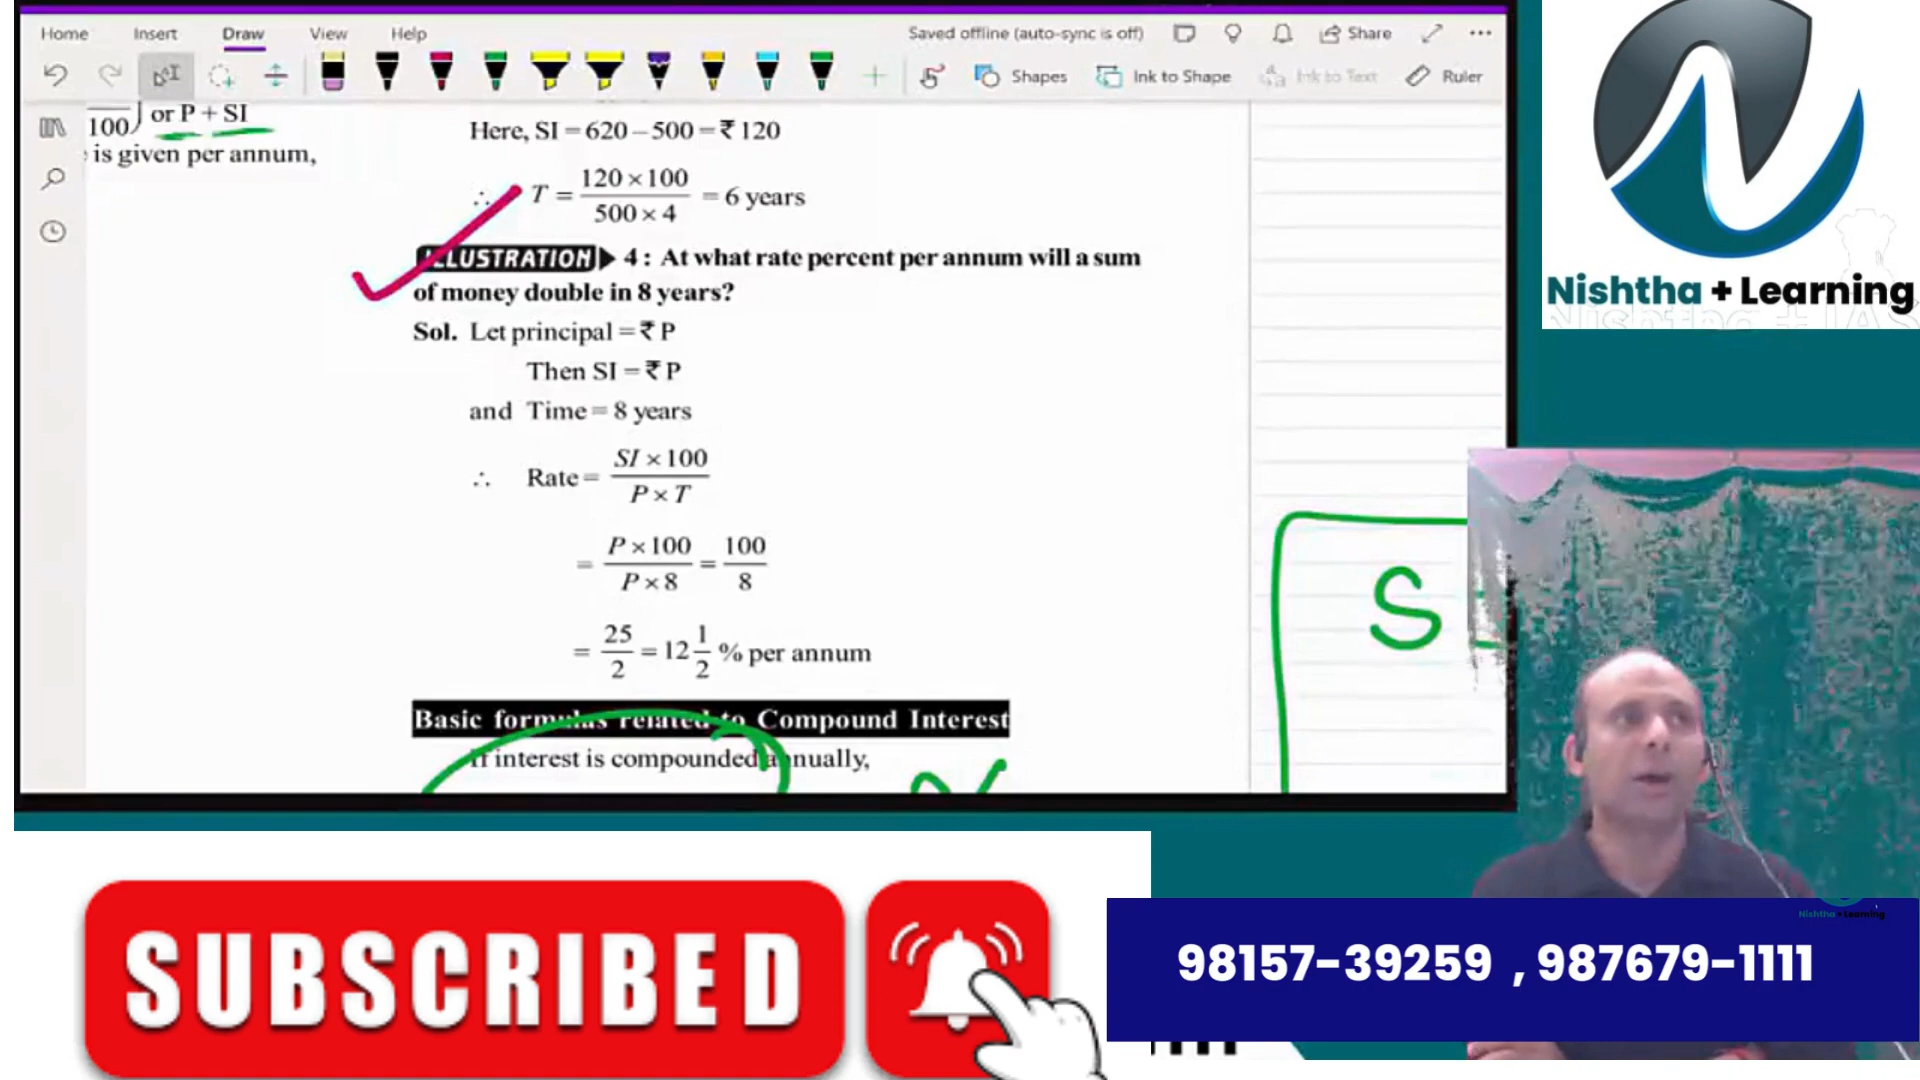 Home Insert Draw View Help
Saved offline (auto-sync is off) Share
Shapes Ink to Shape Ink to Text Ruler
100) or P + SI
is given per annum,
Here, SI = 620 – 500 = ₹ 120
∴ T = 120 × 100 / 500 × 4 = 6 years
ILLUSTRATION 4 : At what rate percent per annum will a sum
of money double in 8 years?
Sol. Let principal = ₹ P
Then SI = ₹ P
and Time = 8 years
∴ Rate = SI × 100 / P × T
= P × 100 / P × 8 = 100 / 8
= 25 / 2 = 12 1/2 % per annum
Basic formulas related to Compound Interest
If interest is compounded annually,
S
Nishtha + Learning
SUBSCRIBED
Nishtha + Learning
98157-39259 , 987679-1111